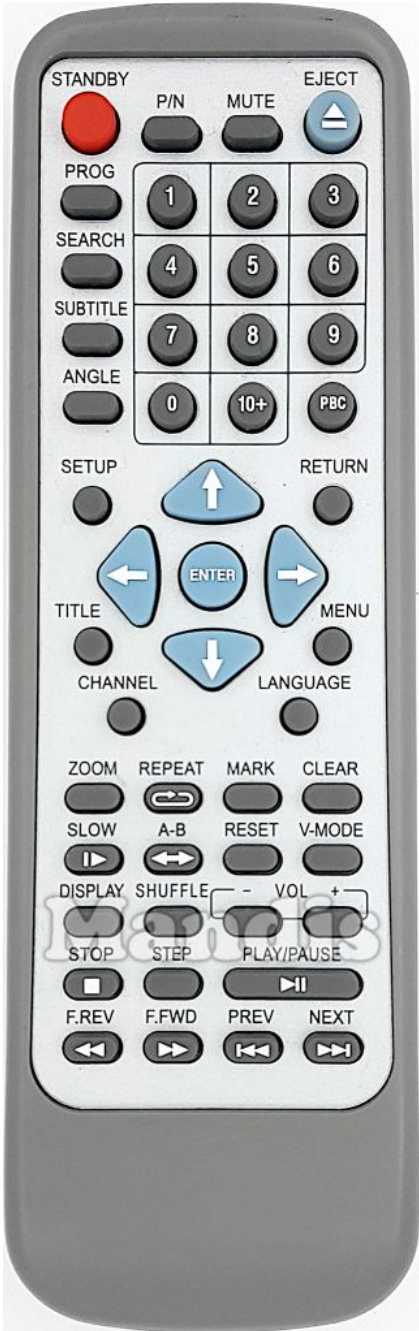 STANDBY EJECT
P/N MUTE
PROG 1 2 3
SEARCH 4 5 6
SUBTITLE 7 8 9
ANGLE 0 10+ PBC
SETUP RETURN
ENTER
TITLE MENU
CHANNEL LANGUAGE
ZOOM REPEAT MARK CLEAR
SLOW A-B RESET V-MODE
DISPLAY SHUFFLE - VOL +
Mandis
STOP STEP PLAY/PAUSE
F.REV F.FWD PREV NEXT